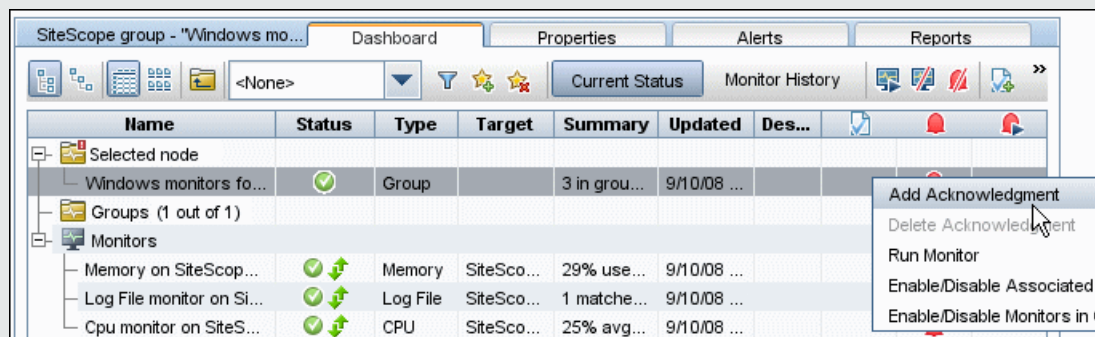 SiteScope group - "Windows mo... Dashboard Properties Alerts Reports
<None> Current Status Monitor History »
Name Status Type Target Summary Updated Des...
Selected node
Windows monitors fo... Group 3 in grou... 9/10/08 ...
Groups (1 out of 1)
Monitors
Memory on SiteScop... Memory SiteSco... 29% use... 9/10/08 ...
Log File monitor on Si... Log File SiteSco... 1 matche... 9/10/08 ...
Cpu monitor on SiteS... CPU SiteSco... 25% avg... 9/10/08 ...
Add Acknowledgment
Delete Acknowledgment
Run Monitor
Enable/Disable Associated
Enable/Disable Monitors in